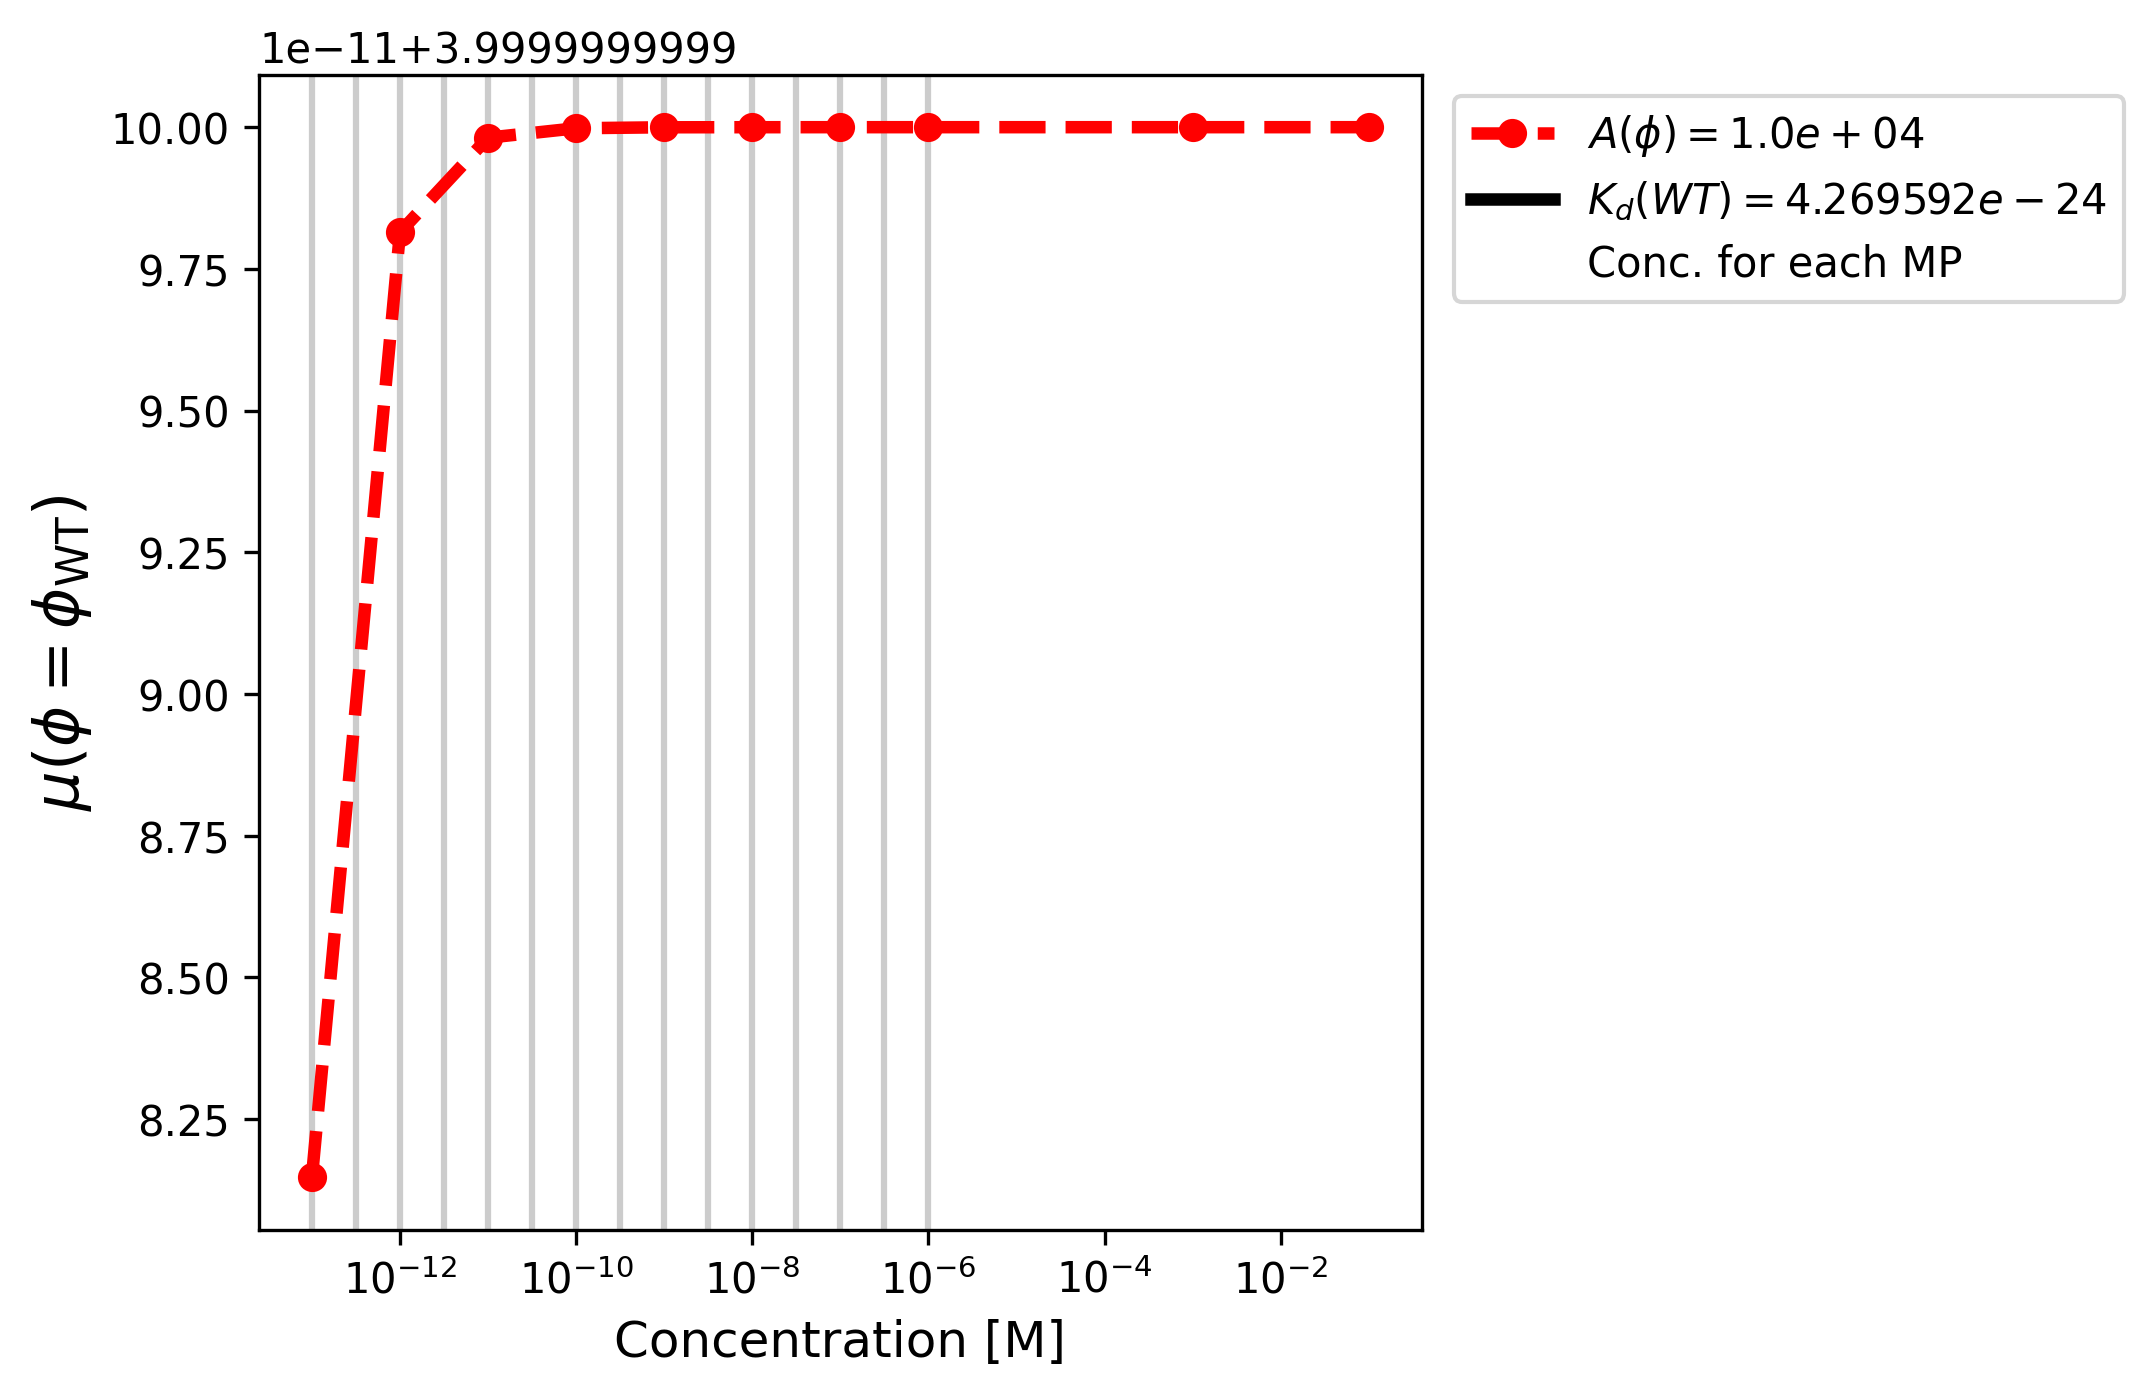 1e−11+3.9999999999
10.00
9.75
9.50
9.25
9.00
8.75
8.50
8.25
μ(ϕ = ϕ_WT)
10⁻¹² 10⁻¹⁰ 10⁻⁸ 10⁻⁶ 10⁻⁴ 10⁻²
Concentration [M]
A(ϕ) = 1.0e + 04
K_d(WT) = 4.269592e − 24
Conc. for each MP